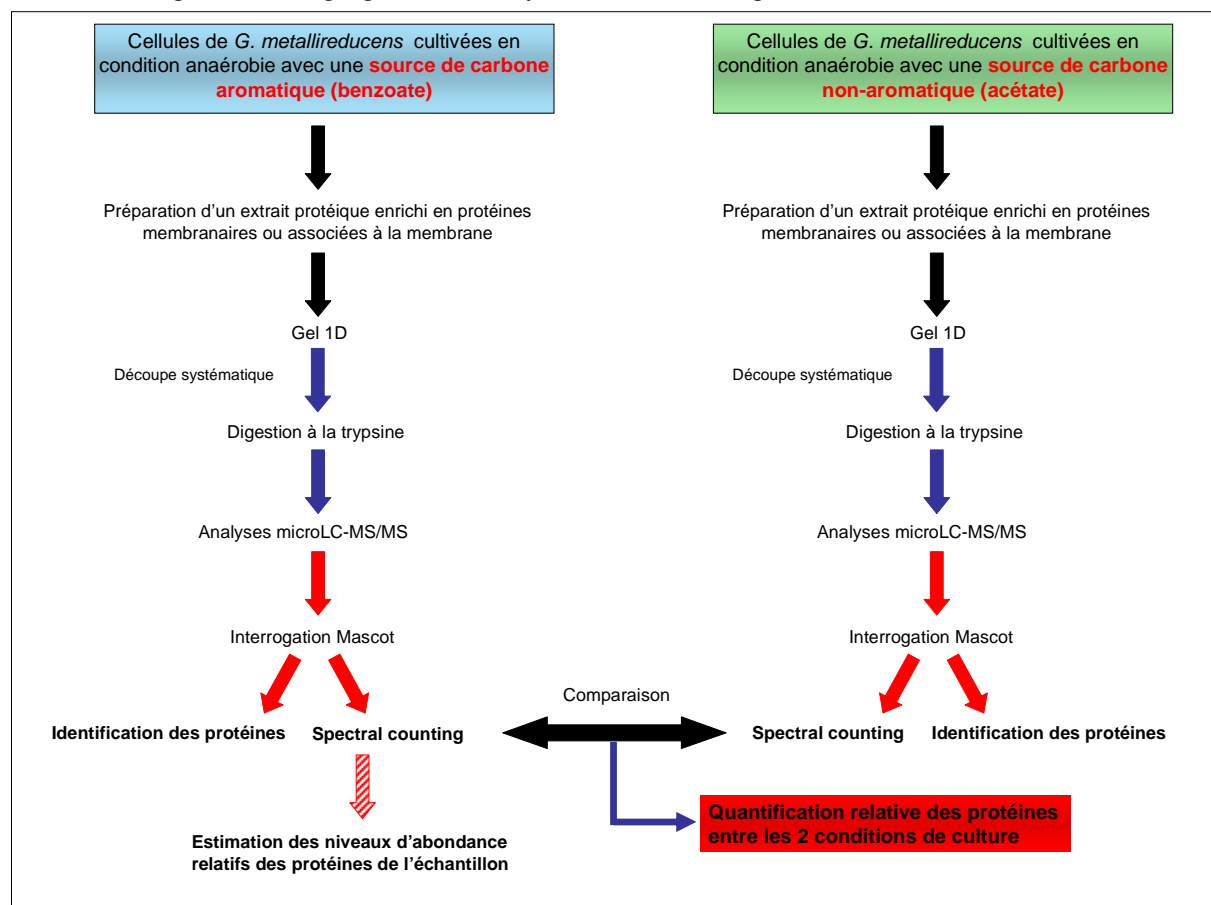 Cellules de G. metallireducens cultivées en
condition anaérobie avec une source de carbone
aromatique (benzoate)
Cellules de G. metallireducens cultivées en
condition anaérobie avec une source de carbone
non-aromatique (acétate)
Préparation d'un extrait protéique enrichi en protéines
membranaires ou associées à la membrane
Préparation d'un extrait protéique enrichi en protéines
membranaires ou associées à la membrane
Gel 1D
Gel 1D
Découpe systématique
Découpe systématique
Digestion à la trypsine
Digestion à la trypsine
Analyses microLC-MS/MS
Analyses microLC-MS/MS
Interrogation Mascot
Interrogation Mascot
Comparaison
Identification des protéines
Spectral counting
Spectral counting
Identification des protéines
Quantification relative des protéines
entre les 2 conditions de culture
Estimation des niveaux d'abondance
relatifs des protéines de l'échantillon